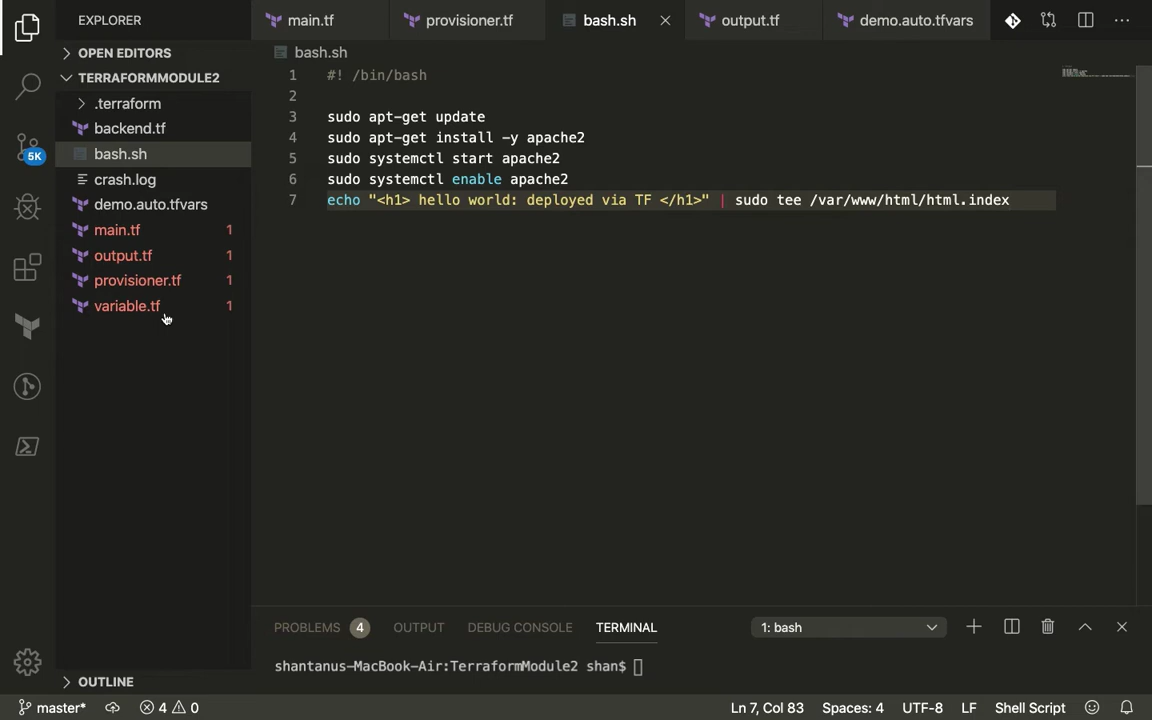 EXPLORER
main.tf
provisioner.tf
bash.sh
output.tf
demo.auto.tfvars
OPEN EDITORS
TERRAFORMMODULE2
.terraform
backend.tf
bash.sh
crash.log
demo.auto.tfvars
main.tf 1
output.tf 1
provisioner.tf 1
variable.tf 1
OUTLINE
5K
bash.sh
1 #! /bin/bash
2
3 sudo apt-get update
4 sudo apt-get install -y apache2
5 sudo systemctl start apache2
6 sudo systemctl enable apache2
7 echo "<h1> hello world: deployed via TF </h1>" | sudo tee /var/www/html/html.index
PROBLEMS 4 OUTPUT DEBUG CONSOLE TERMINAL 1: bash
shantanus-MacBook-Air:TerraformModule2 shan$
master* 4 0 Ln 7, Col 83 Spaces: 4 UTF-8 LF Shell Script